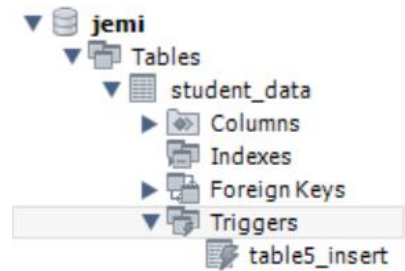 jemi
Tables
student_data
Columns
Indexes
Foreign Keys
Triggers
table5_insert